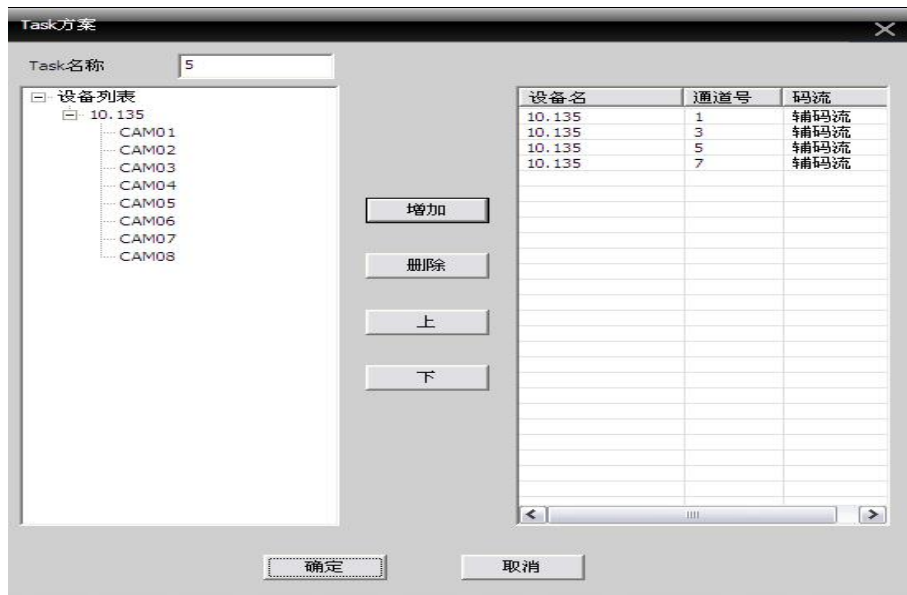 Task方案
Task名称 5
设备列表
10.135
CAM01
CAM02
CAM03
CAM04
CAM05
CAM06
CAM07
CAM08
增加
删除
上
下
设备名 通道号 码流
10.135 1 辅码流
10.135 3 辅码流
10.135 5 辅码流
10.135 7 辅码流
确定 取消